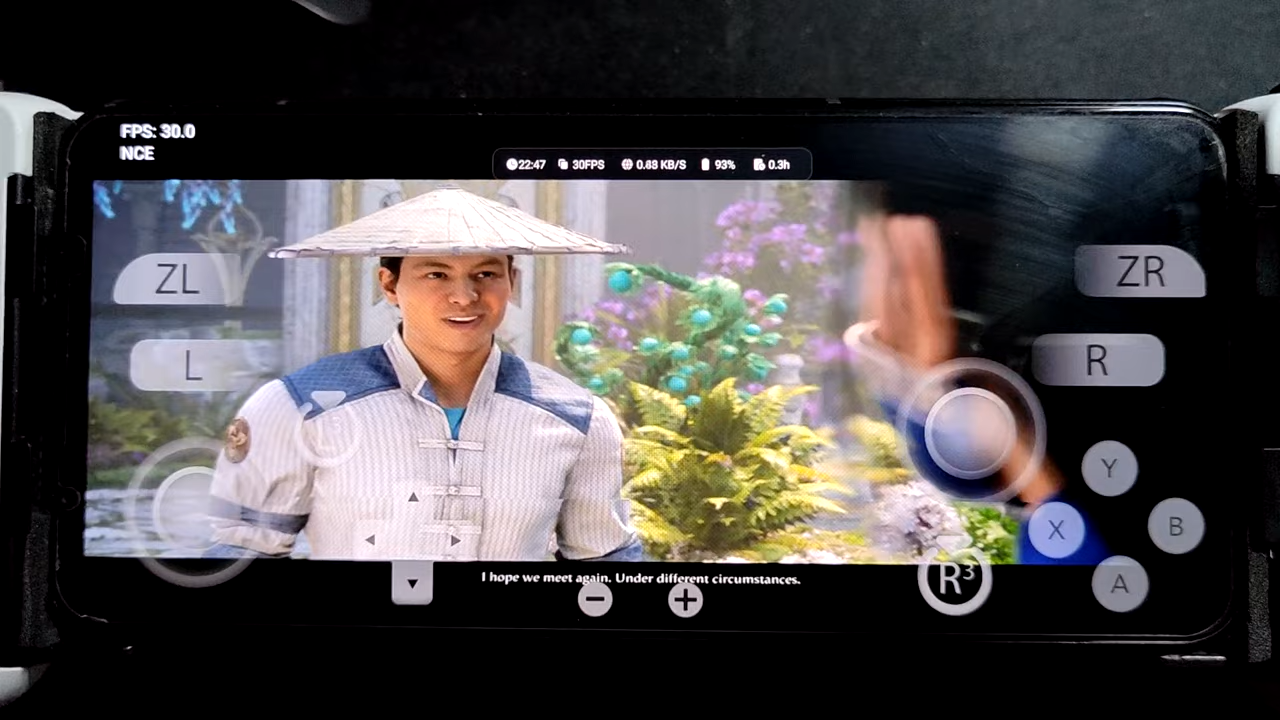 FPS: 30.0
NCE
22:47 30FPS 0.63 KB/S 93% 0.3h
ZL
ZR
L
R
Y
X
B
A
R³
I hope we meet again. Under different circumstances.
− +